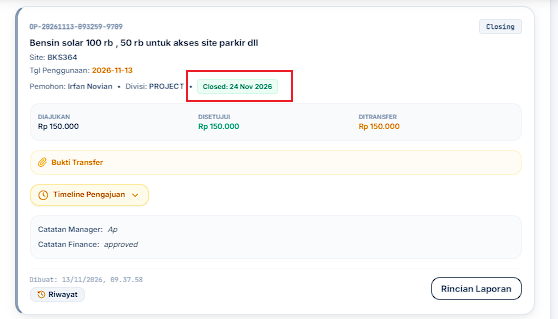 OP-20261113-093259-9789
Closing
Bensin solar 100 rb , 50 rb untuk akses site parkir dll
Site: BKS364
Tgl Penggunaan: 2026-11-13
Pemohon: Irfan Novian • Divisi: PROJECT • Closed: 24 Nov 2026
DIAJUKAN DISETUJUI DITRANSFER
Rp 150.000 Rp 150.000 Rp 150.000
Bukti Transfer
Timeline Pengajuan
Catatan Manager: Ap
Catatan Finance: approved
Dibuat: 13/11/2026, 09.37.58
Riwayat
Rincian Laporan